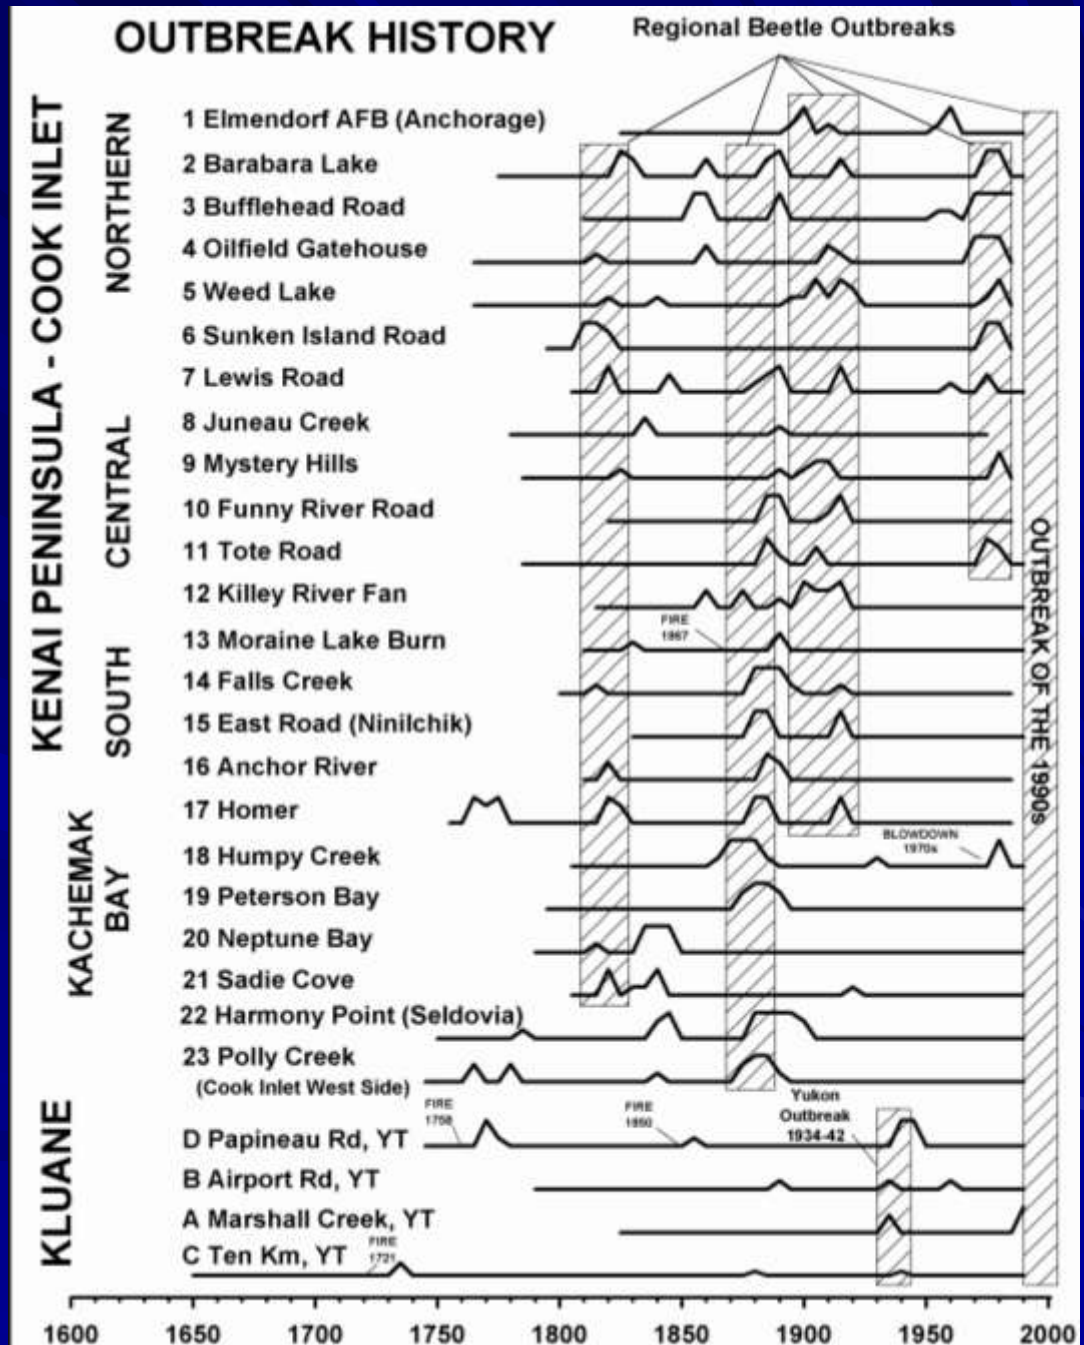 OUTBREAK HISTORY
Regional Beetle Outbreaks
KENAI PENINSULA - COOK INLET
NORTHERN
1 Elmendorf AFB (Anchorage)
2 Barabara Lake
3 Bufflehead Road
4 Oilfield Gatehouse
5 Weed Lake
6 Sunken Island Road
7 Lewis Road
CENTRAL
8 Juneau Creek
9 Mystery Hills
10 Funny River Road
11 Tote Road
12 Killey River Fan
FIRE
1867
SOUTH
13 Moraine Lake Burn
14 Falls Creek
15 East Road (Ninilchik)
16 Anchor River
17 Homer
OUTBREAK OF THE 1990s
KACHEMAK
BAY
BLOWDOWN
1970s
18 Humpy Creek
19 Peterson Bay
20 Neptune Bay
21 Sadie Cove
22 Harmony Point (Seldovia)
23 Polly Creek
(Cook Inlet West Side)
KLUANE
FIRE
1758
FIRE
1850
Yukon
Outbreak
1934-42
D Papineau Rd, YT
B Airport Rd, YT
A Marshall Creek, YT
C Ten Km, YT
FIRE
1721
1600 1650 1700 1750 1800 1850 1900 1950 2000